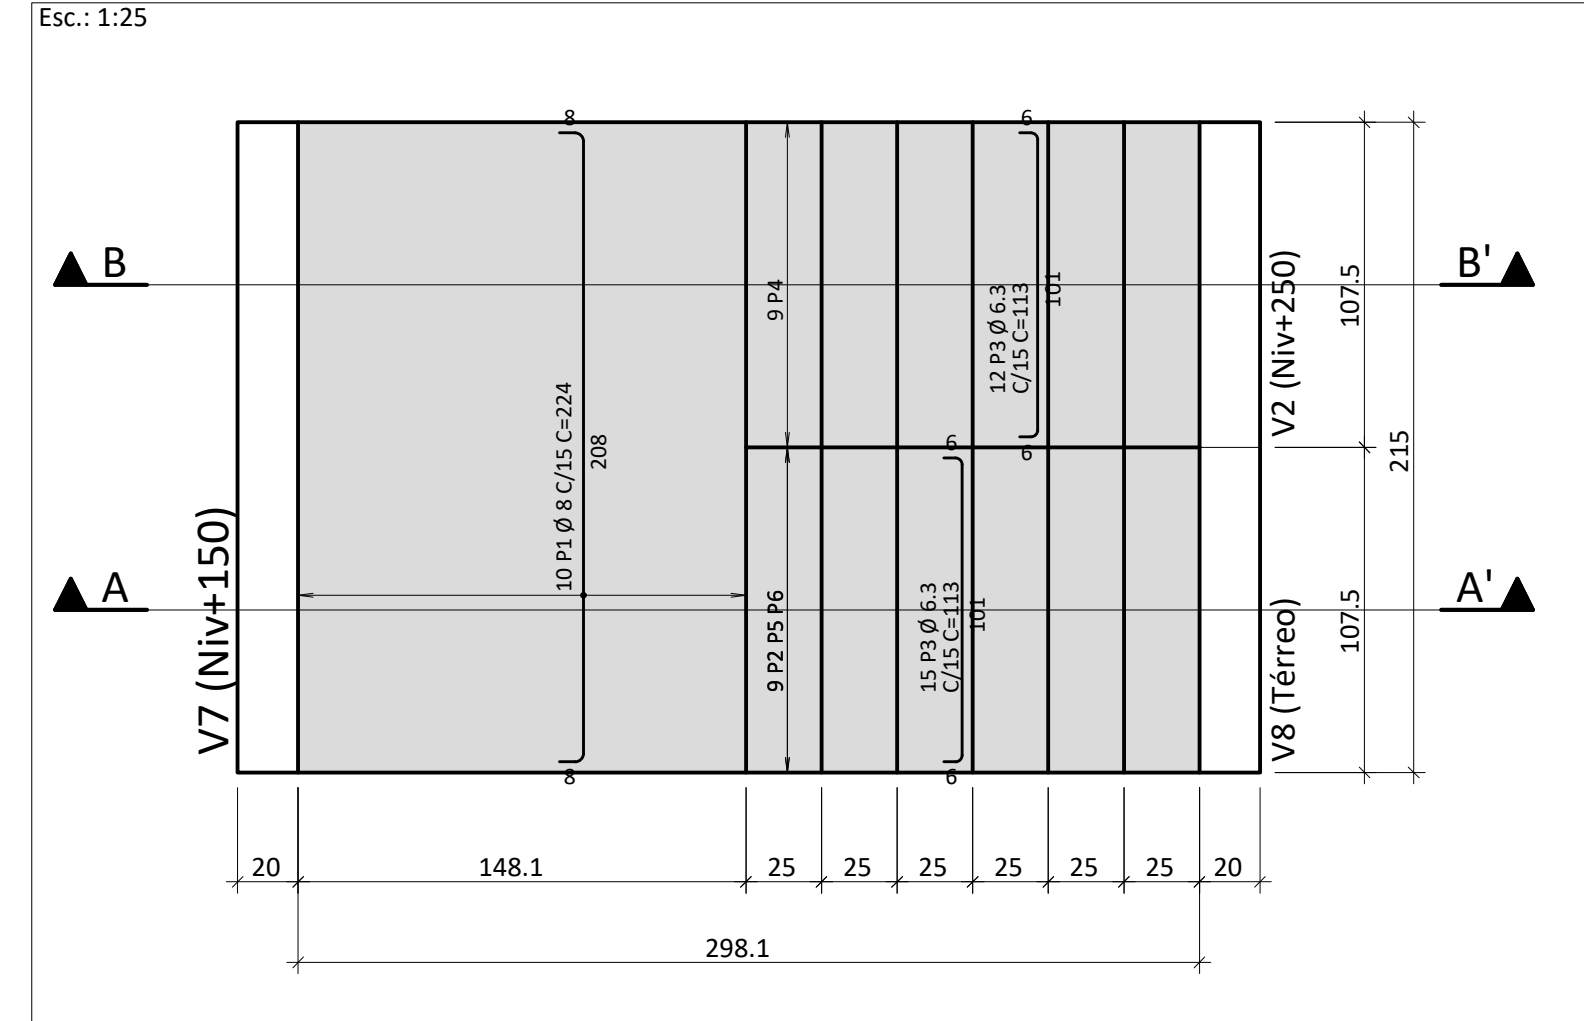 Esc.: 1:25
8
6
B
B'
9 P4
12 P3 Ø 6.3
C/15 C=113
101
V2 (Niv+250)
107.5
10 P1 Ø 8 C/15 C=224
208
6
6
215
V7 (Niv+150)
A
A'
9 P2 P5 P6
15 P3 Ø 6.3
C/15 C=113
101
V8 (Térreo)
107.5
8
6
20
148.1
25
25
25
25
25
25
20
298.1